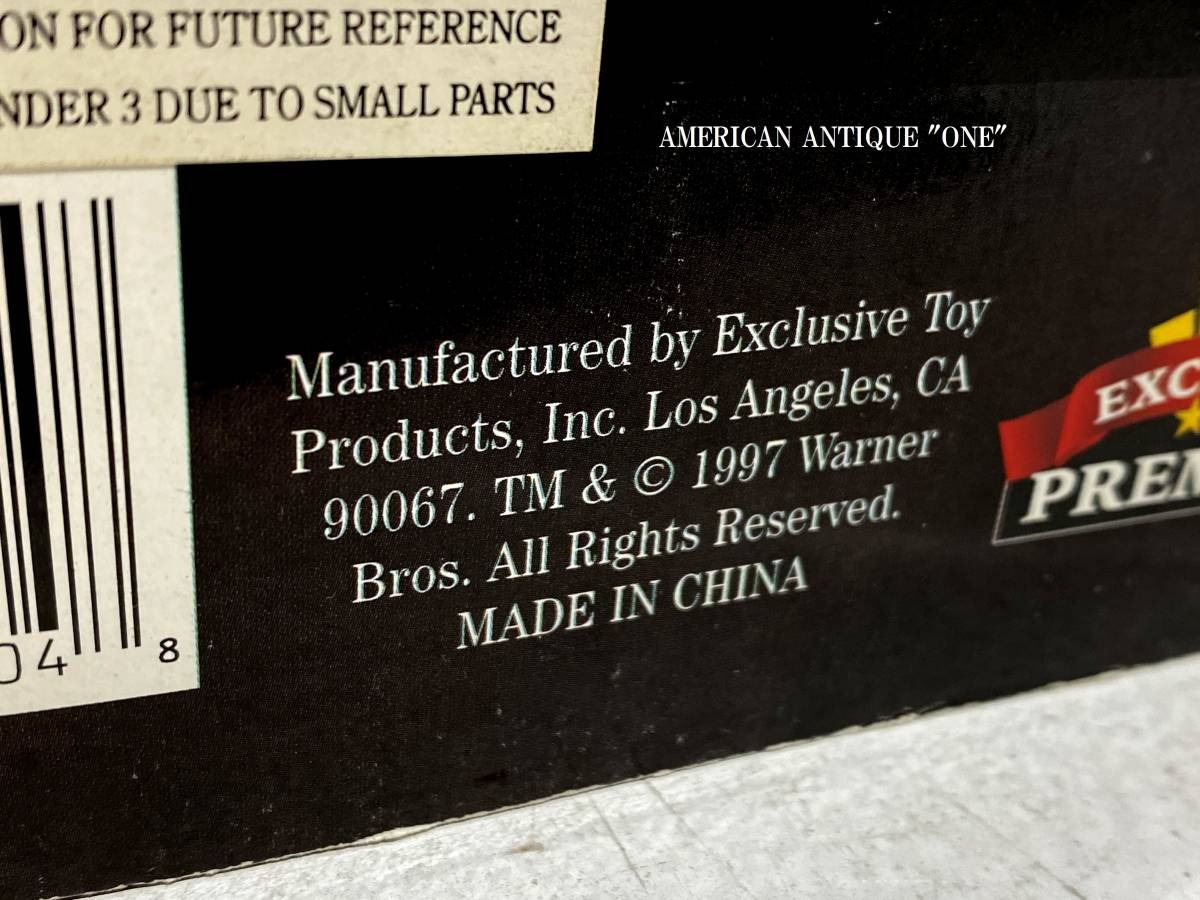 ON FOR FUTURE REFERENCE
NDER 3 DUE TO SMALL PARTS
AMERICAN ANTIQUE "ONE"
Manufactured by Exclusive Toy
Products, Inc. Los Angeles, CA
90067. TM & © 1997 Warner
Bros. All Rights Reserved.
MADE IN CHINA
EXC
PREM
04 8